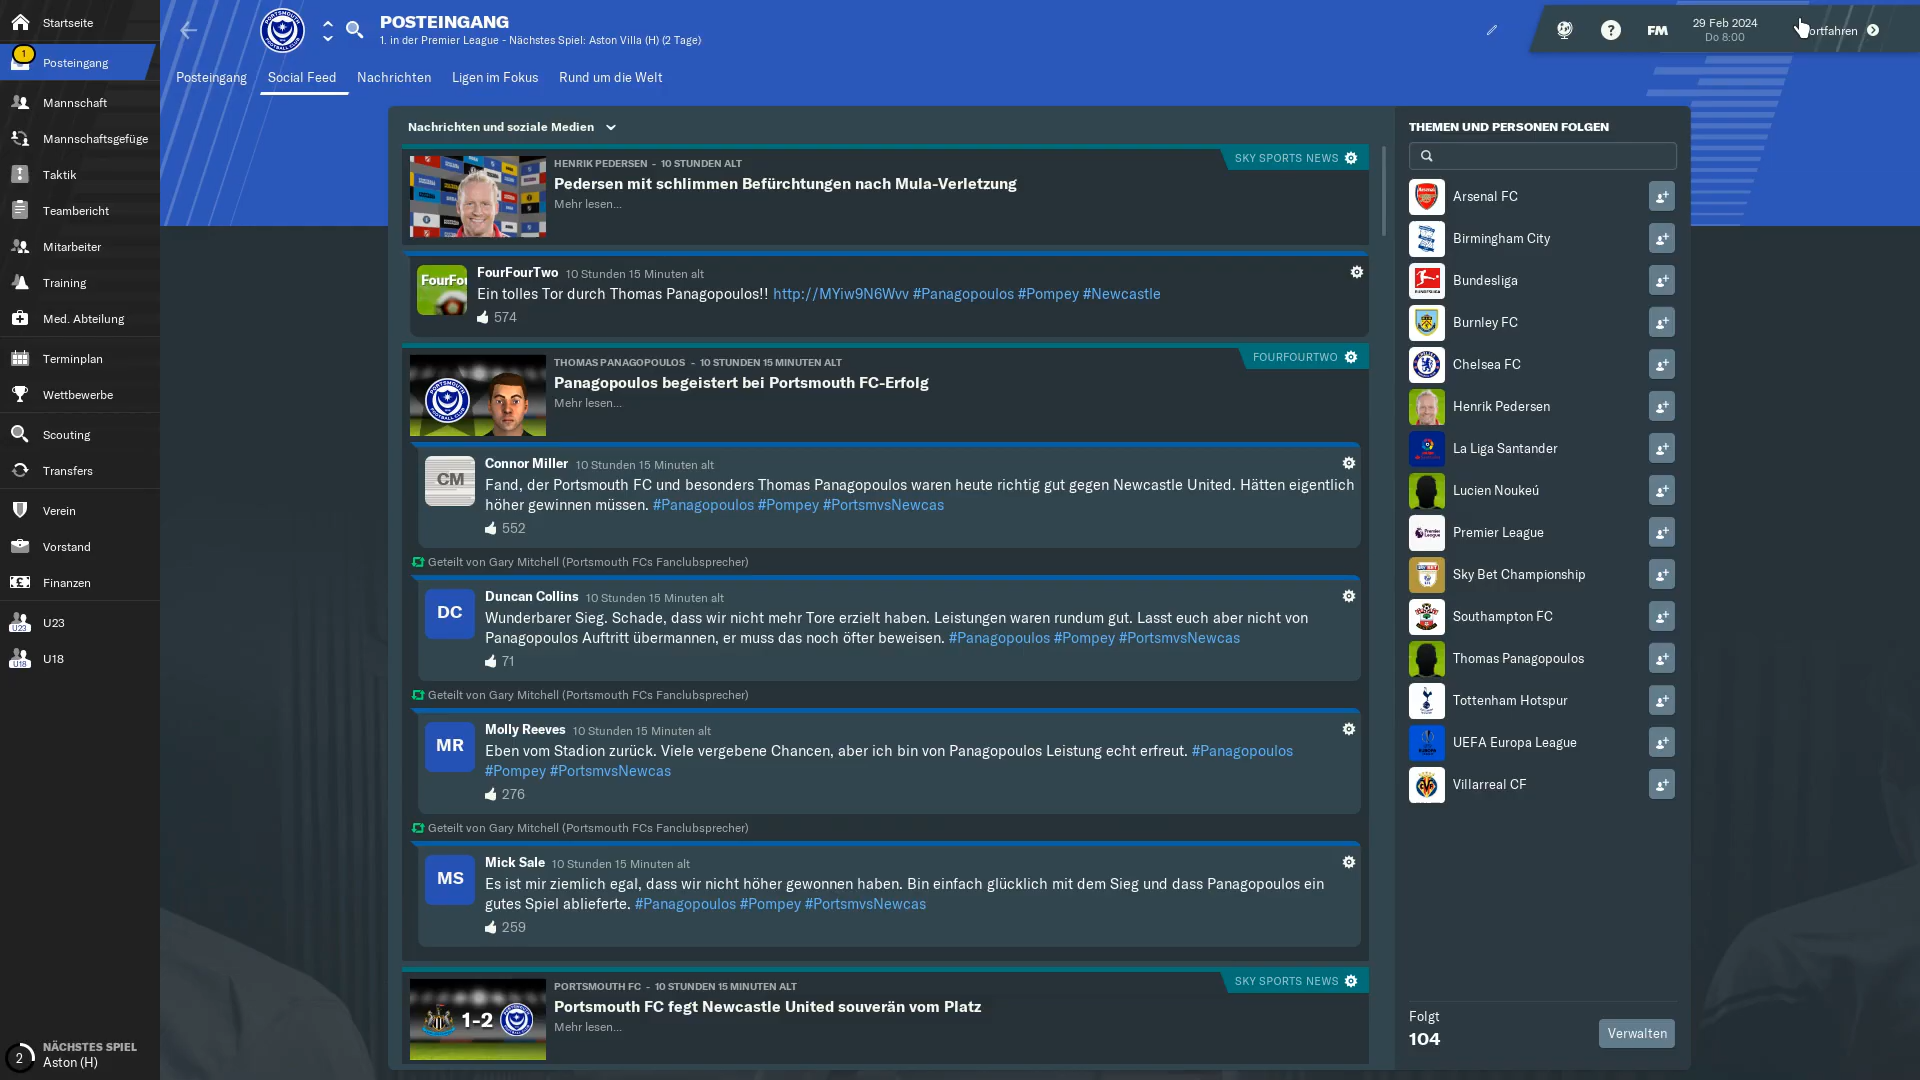 Startseite
1
Posteingang
Mannschaft
Mannschaftsgefüge
Taktik
Teambericht
Mitarbeiter
Training
Med. Abteilung
Terminplan
Wettbewerbe
Scouting
Transfers
Verein
Vorstand
Finanzen
U23
U23
U18
U18
2
NÄCHSTES SPIEL
Aston (H)
POSTEINGANG
1. in der Premier League - Nächstes Spiel: Aston Villa (H) (2 Tage)
?
FM
29 Feb 2024
Do 8:00
ortfahren
Posteingang
Social Feed
Nachrichten
Ligen im Fokus
Rund um die Welt
Nachrichten und soziale Medien
HENRIK PEDERSEN - 10 STUNDEN ALT
SKY SPORTS NEWS
Pedersen mit schlimmen Befürchtungen nach Mula-Verletzung
Mehr lesen...
FourFou
FourFourTwo 10 Stunden 15 Minuten alt
Ein tolles Tor durch Thomas Panagopoulos!! http://MYiw9N6Wvv #Panagopoulos #Pompey #Newcastle
574
THOMAS PANAGOPOULOS - 10 STUNDEN 15 MINUTEN ALT
FOURFOURTWO
Panagopoulos begeistert bei Portsmouth FC-Erfolg
Mehr lesen...
CM
Connor Miller 10 Stunden 15 Minuten alt
Fand, der Portsmouth FC und besonders Thomas Panagopoulos waren heute richtig gut gegen Newcastle United. Hätten eigentlich
höher gewinnen müssen. #Panagopoulos #Pompey #PortsmvsNewcas
552
Geteilt von Gary Mitchell (Portsmouth FCs Fanclubsprecher)
DC
Duncan Collins 10 Stunden 15 Minuten alt
Wunderbarer Sieg. Schade, dass wir nicht mehr Tore erzielt haben. Leistungen waren rundum gut. Lasst euch aber nicht von
Panagopoulos Auftritt übermannen, er muss das noch öfter beweisen. #Panagopoulos #Pompey #PortsmvsNewcas
71
Geteilt von Gary Mitchell (Portsmouth FCs Fanclubsprecher)
MR
Molly Reeves 10 Stunden 15 Minuten alt
Eben vom Stadion zurück. Viele vergebene Chancen, aber ich bin von Panagopoulos Leistung echt erfreut. #Panagopoulos
#Pompey #PortsmvsNewcas
276
Geteilt von Gary Mitchell (Portsmouth FCs Fanclubsprecher)
MS
Mick Sale 10 Stunden 15 Minuten alt
Es ist mir ziemlich egal, dass wir nicht höher gewonnen haben. Bin einfach glücklich mit dem Sieg und dass Panagopoulos ein
gutes Spiel ablieferte. #Panagopoulos #Pompey #PortsmvsNewcas
259
PORTSMOUTH FC - 10 STUNDEN 15 MINUTEN ALT
SKY SPORTS NEWS
1-2
Portsmouth FC fegt Newcastle United souverän vom Platz
Mehr lesen...
THEMEN UND PERSONEN FOLGEN
Arsenal FC
Birmingham City
Bundesliga
Burnley FC
Chelsea FC
Henrik Pedersen
La Liga Santander
Lucien Noukeú
Premier League
Sky Bet Championship
Southampton FC
Thomas Panagopoulos
Tottenham Hotspur
UEFA Europa League
Villarreal CF
Folgt
104
Verwalten